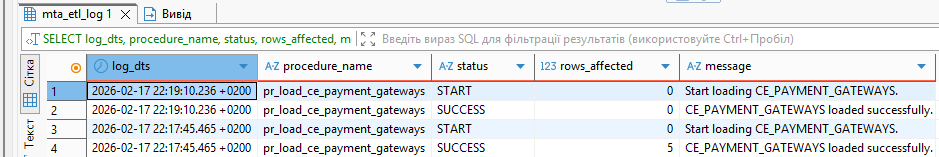 mta_etl_log 1
Вивід
SELECT log_dts, procedure_name, status, rows_affected, m
Введіть вираз SQL для фільтрації результатів (використовуйте Ctrl+Пробіл)
Сітка
Текст
log_dts A-Z procedure_name A-Z status 123 rows_affected A-Z message
1 2026-02-17 22:19:10.236 +0200 pr_load_ce_payment_gateways START 0 Start loading CE_PAYMENT_GATEWAYS.
2 2026-02-17 22:19:10.236 +0200 pr_load_ce_payment_gateways SUCCESS 0 CE_PAYMENT_GATEWAYS loaded successfully.
3 2026-02-17 22:17:45.465 +0200 pr_load_ce_payment_gateways START 0 Start loading CE_PAYMENT_GATEWAYS.
4 2026-02-17 22:17:45.465 +0200 pr_load_ce_payment_gateways SUCCESS 5 CE_PAYMENT_GATEWAYS loaded successfully.